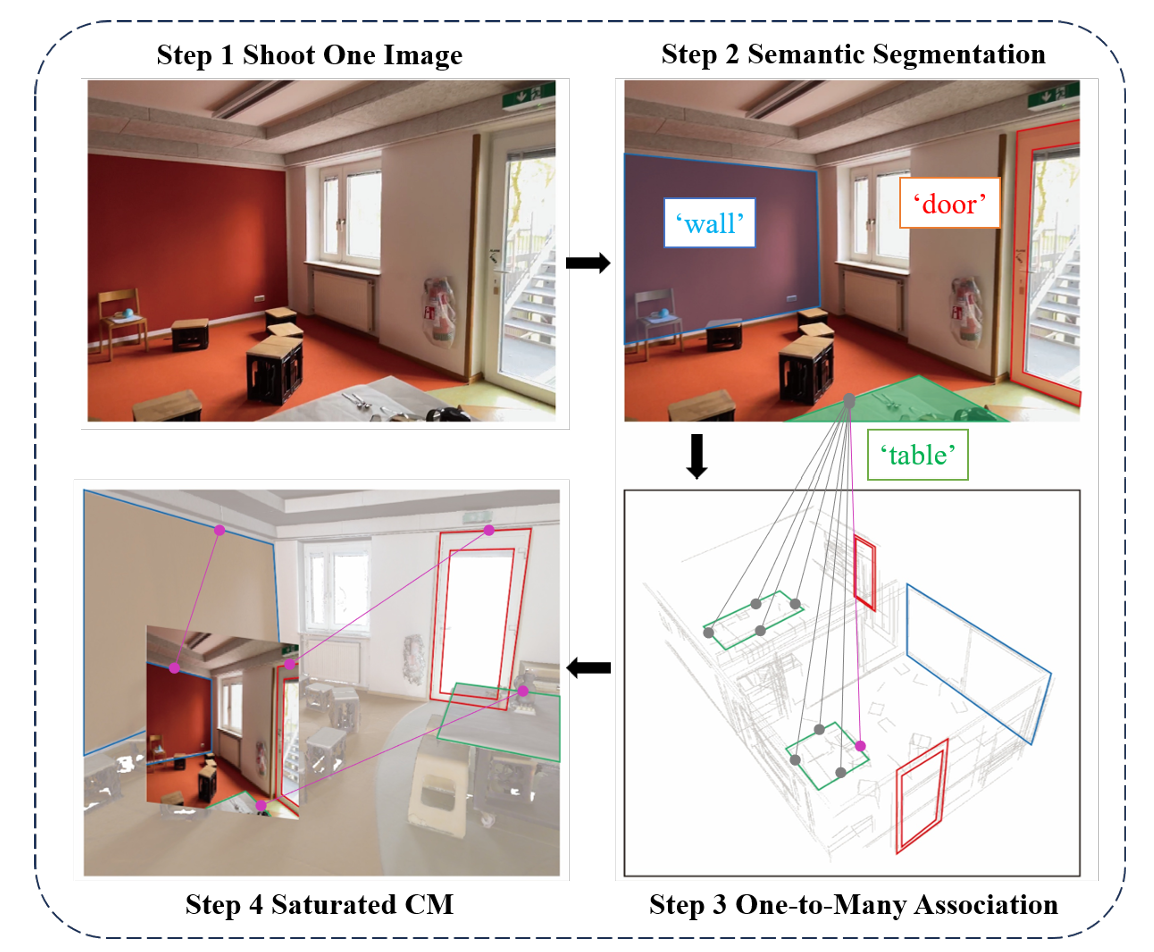 Step 1 Shoot One Image
Step 2 Semantic Segmentation
‘wall’
‘door’
‘table’
Step 4 Saturated CM
Step 3 One-to-Many Association